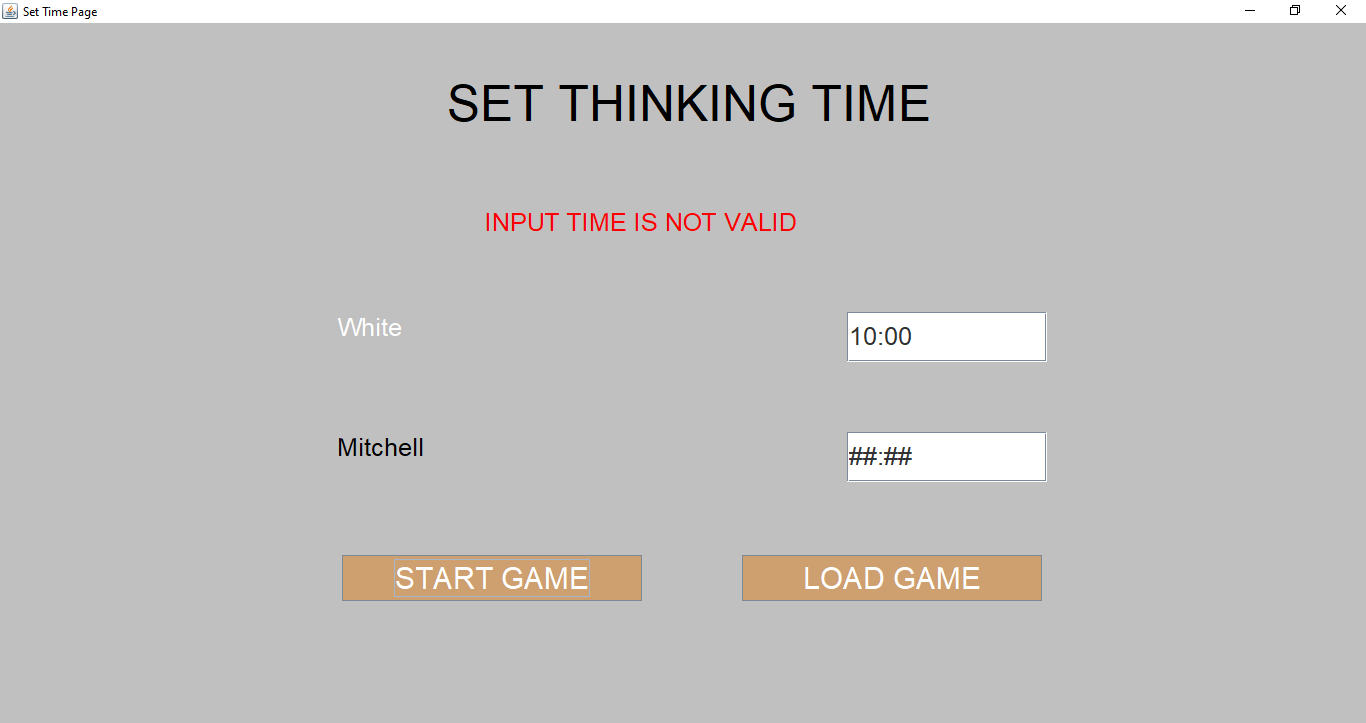 Set Time Page
SET THINKING TIME
INPUT TIME IS NOT VALID
White
10:00
Mitchell
##:##
START GAME
LOAD GAME